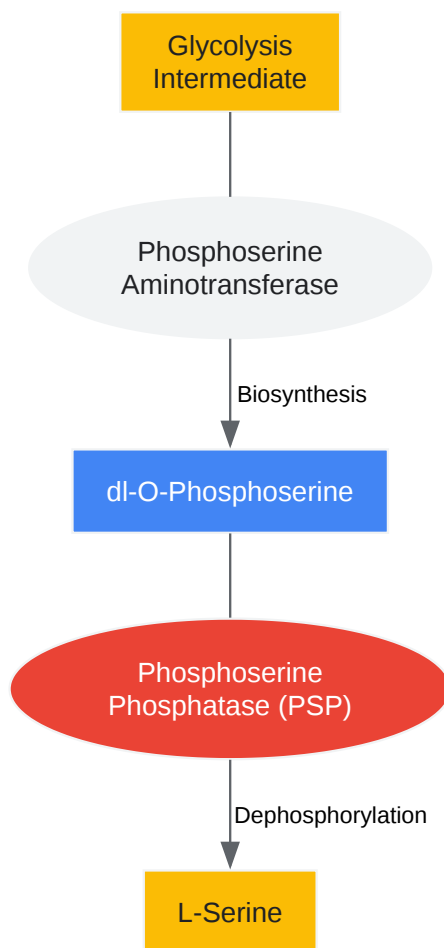 Glycolysis
Intermediate
Phosphoserine
Aminotransferase
Biosynthesis
dl-O-Phosphoserine
Phosphoserine
Phosphatase (PSP)
Dephosphorylation
L-Serine